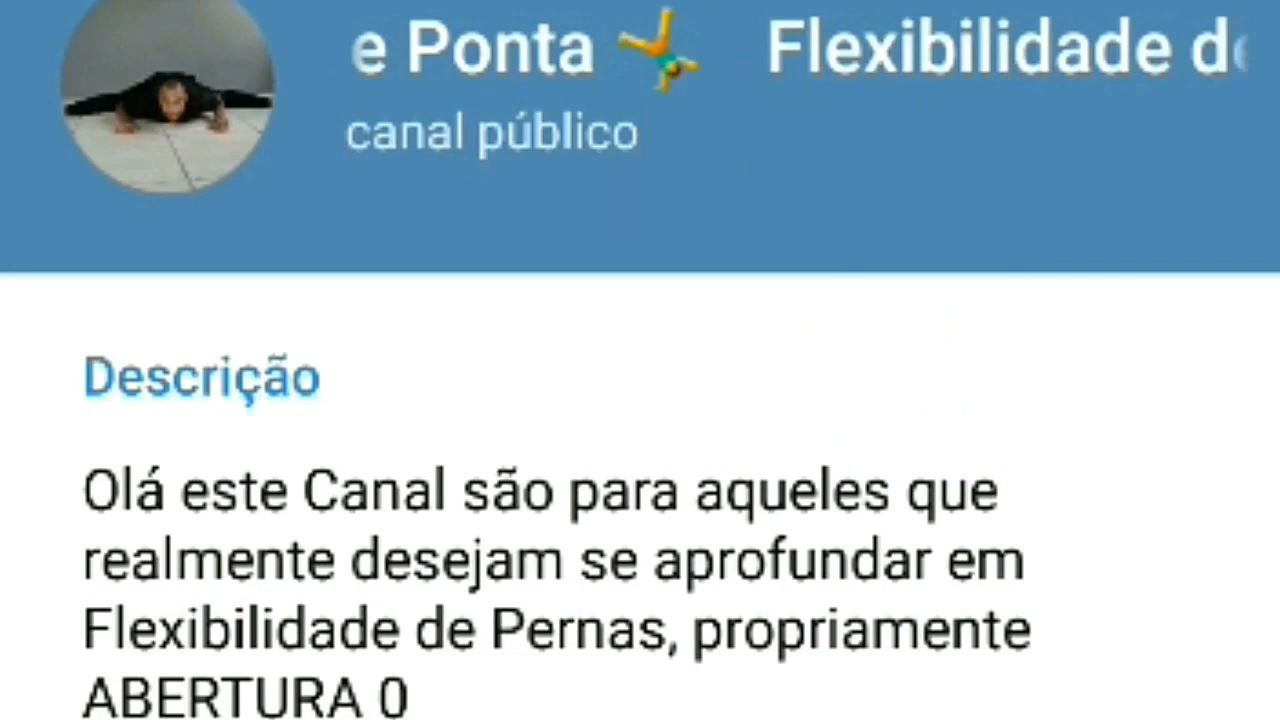 e Ponta 🤸 Flexibilidade d
canal público
Descrição
Olá este Canal são para aqueles que
realmente desejam se aprofundar em
Flexibilidade de Pernas, propriamente
ABERTURA 0